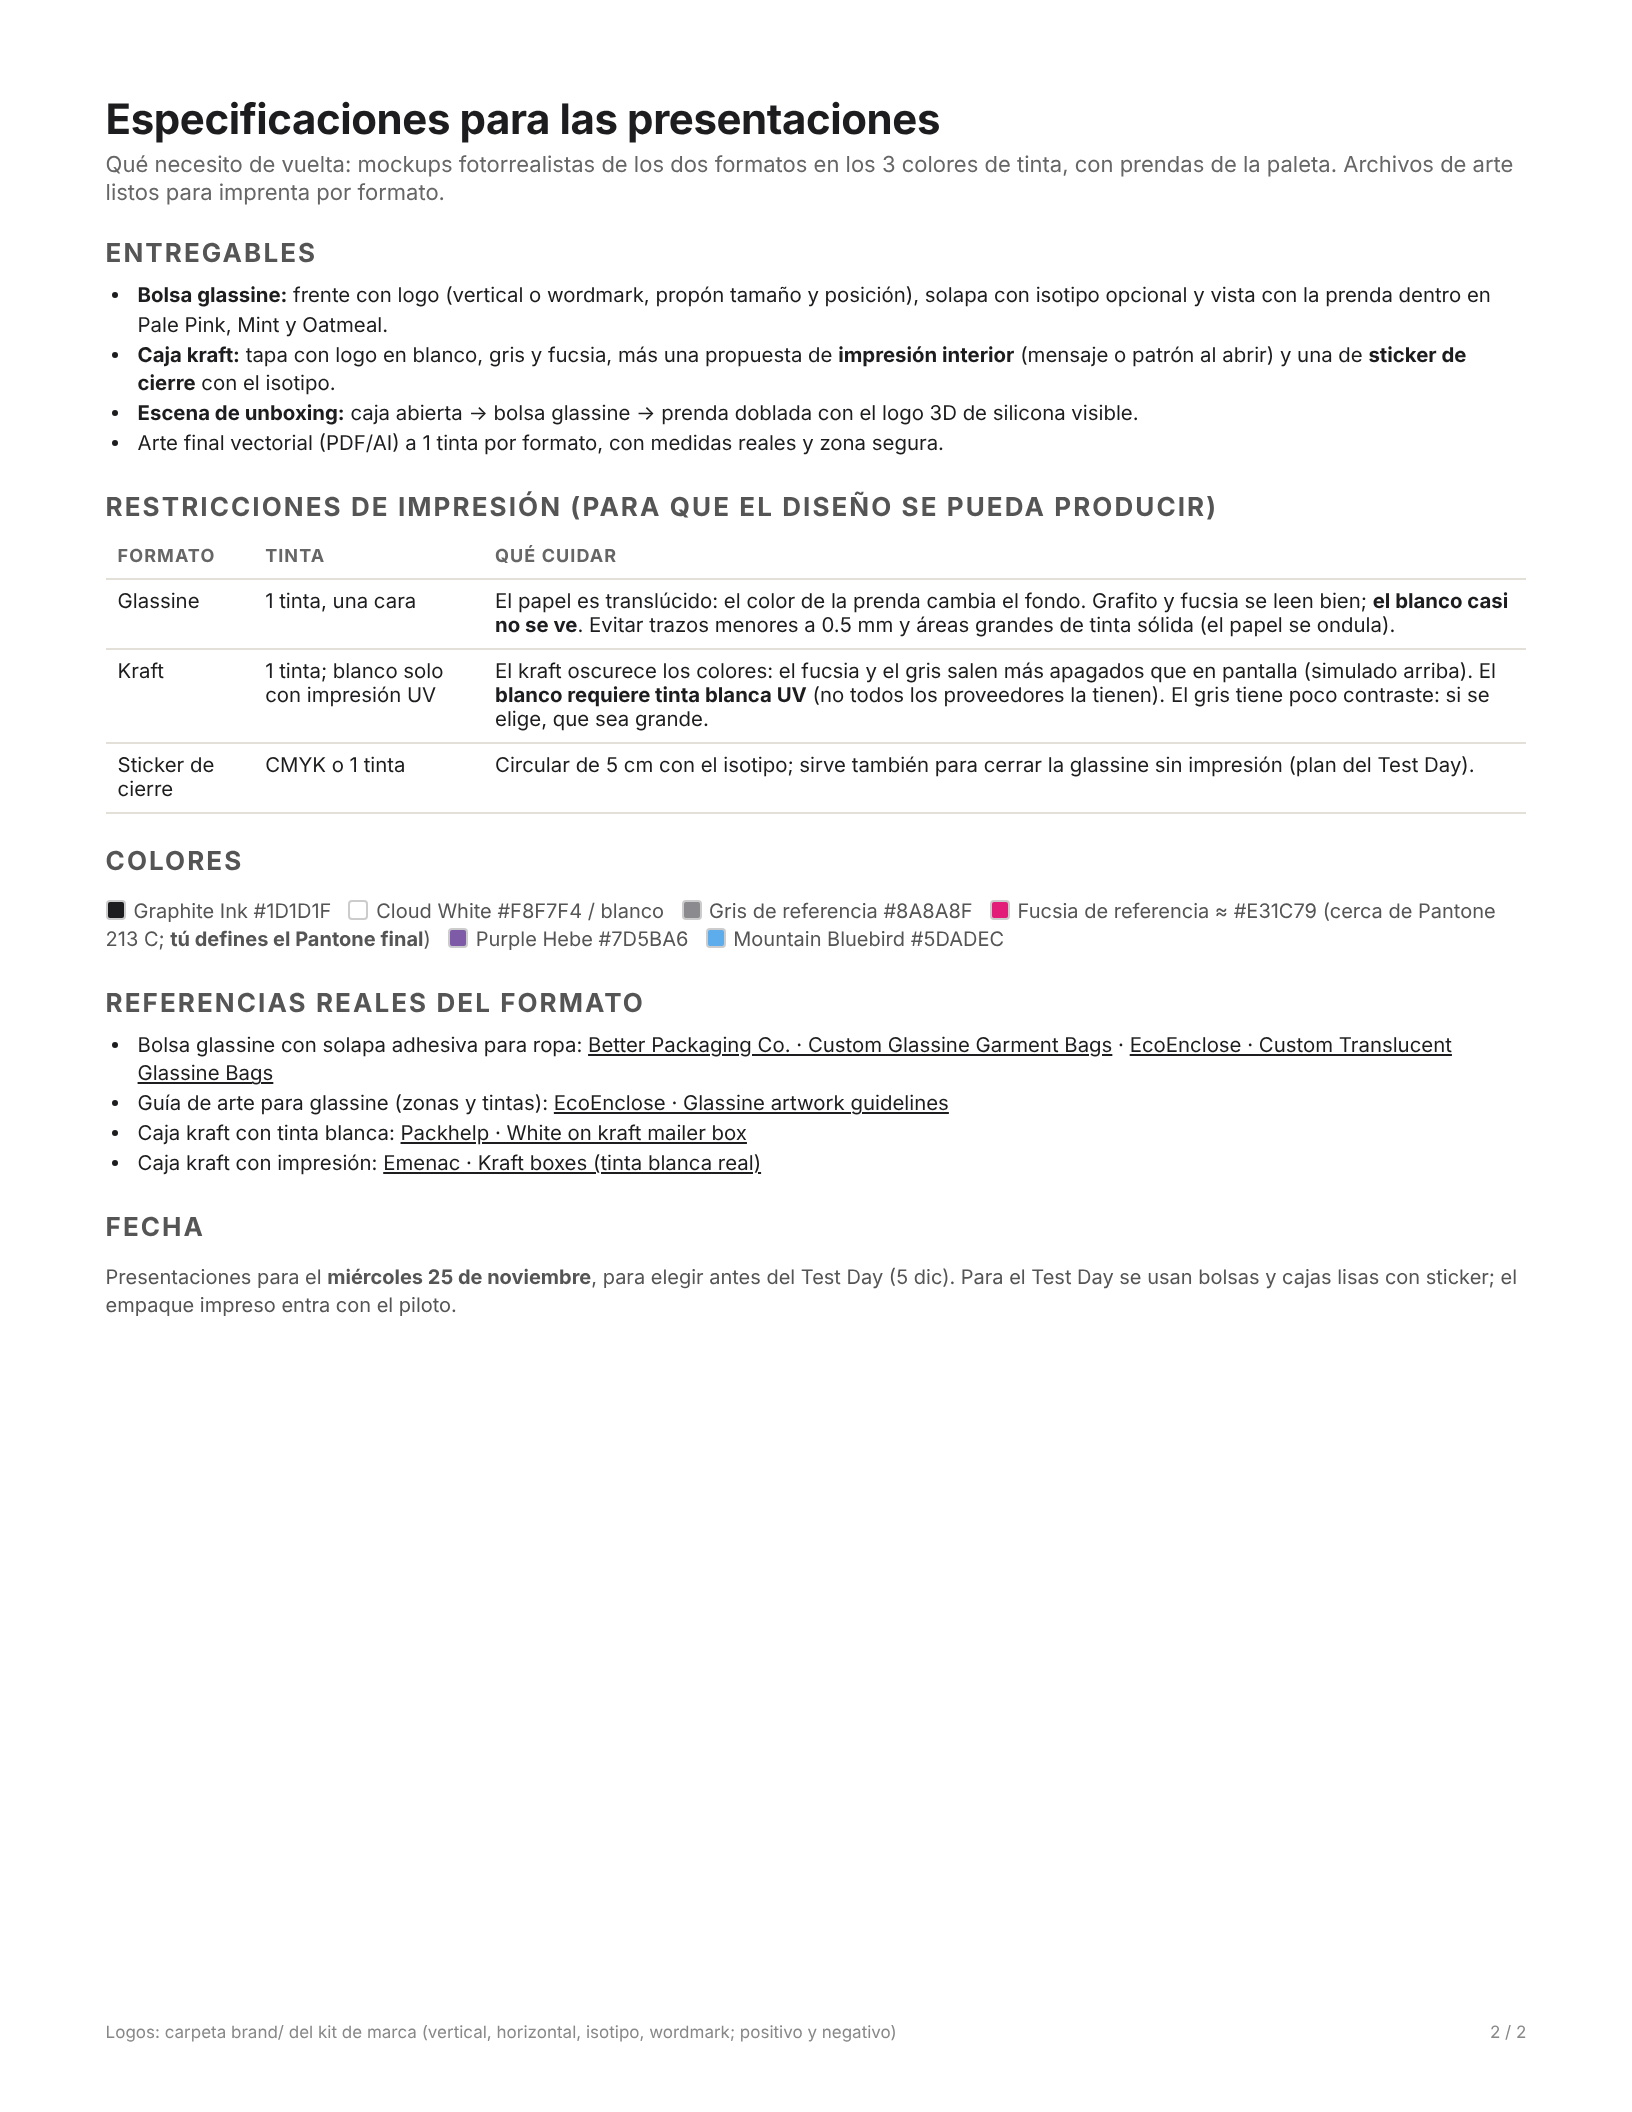 Especificaciones para las presentaciones
Qué necesito de vuelta: mockups fotorrealistas de los dos formatos en los 3 colores de tinta, con prendas de la paleta. Archivos de arte
listos para imprenta por formato.
ENTREGABLES
• Bolsa glassine: frente con logo (vertical o wordmark, propón tamaño y posición), solapa con isotipo opcional y vista con la prenda dentro en
Pale Pink, Mint y Oatmeal.
• Caja kraft: tapa con logo en blanco, gris y fucsia, más una propuesta de impresión interior (mensaje o patrón al abrir) y una de sticker de
cierre con el isotipo.
• Escena de unboxing: caja abierta → bolsa glassine → prenda doblada con el logo 3D de silicona visible.
• Arte final vectorial (PDF/AI) a 1 tinta por formato, con medidas reales y zona segura.
RESTRICCIONES DE IMPRESIÓN (PARA QUE EL DISEÑO SE PUEDA PRODUCIR)
FORMATO TINTA QUÉ CUIDAR
Glassine 1 tinta, una cara El papel es translúcido: el color de la prenda cambia el fondo. Grafito y fucsia se leen bien; el blanco casi
no se ve. Evitar trazos menores a 0.5 mm y áreas grandes de tinta sólida (el papel se ondula).
Kraft 1 tinta; blanco solo El kraft oscurece los colores: el fucsia y el gris salen más apagados que en pantalla (simulado arriba). El
con impresión UV blanco requiere tinta blanca UV (no todos los proveedores la tienen). El gris tiene poco contraste: si se
elige, que sea grande.
Sticker de CMYK o 1 tinta Circular de 5 cm con el isotipo; sirve también para cerrar la glassine sin impresión (plan del Test Day).
cierre
COLORES
Graphite Ink #1D1D1F Cloud White #F8F7F4 / blanco Gris de referencia #8A8A8F Fucsia de referencia ≈ #E31C79 (cerca de Pantone
213 C; tú defines el Pantone final) Purple Hebe #7D5BA6 Mountain Bluebird #5DADEC
REFERENCIAS REALES DEL FORMATO
• Bolsa glassine con solapa adhesiva para ropa: Better Packaging Co. · Custom Glassine Garment Bags · EcoEnclose · Custom Translucent
Glassine Bags
• Guía de arte para glassine (zonas y tintas): EcoEnclose · Glassine artwork guidelines
• Caja kraft con tinta blanca: Packhelp · White on kraft mailer box
• Caja kraft con impresión: Emenac · Kraft boxes (tinta blanca real)
FECHA
Presentaciones para el miércoles 25 de noviembre, para elegir antes del Test Day (5 dic). Para el Test Day se usan bolsas y cajas lisas con sticker; el
empaque impreso entra con el piloto.
Logos: carpeta brand/ del kit de marca (vertical, horizontal, isotipo, wordmark; positivo y negativo) 2 / 2